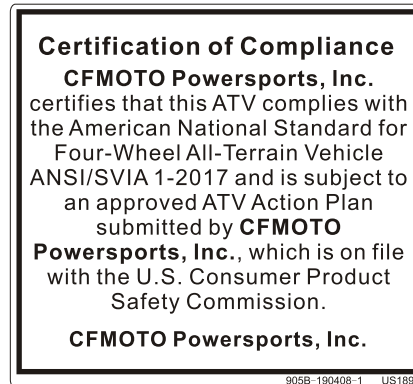 Certification of Compliance
CFMOTO Powersports, Inc.
certifies that this ATV complies with
the American National Standard for
Four-Wheel All-Terrain Vehicle
ANSI/SVIA 1-2017 and is subject to
an approved ATV Action Plan
submitted by CFMOTO
Powersports, Inc., which is on file
with the U.S. Consumer Product
Safety Commission.
CFMOTO Powersports, Inc.
905B-190408-1 US189